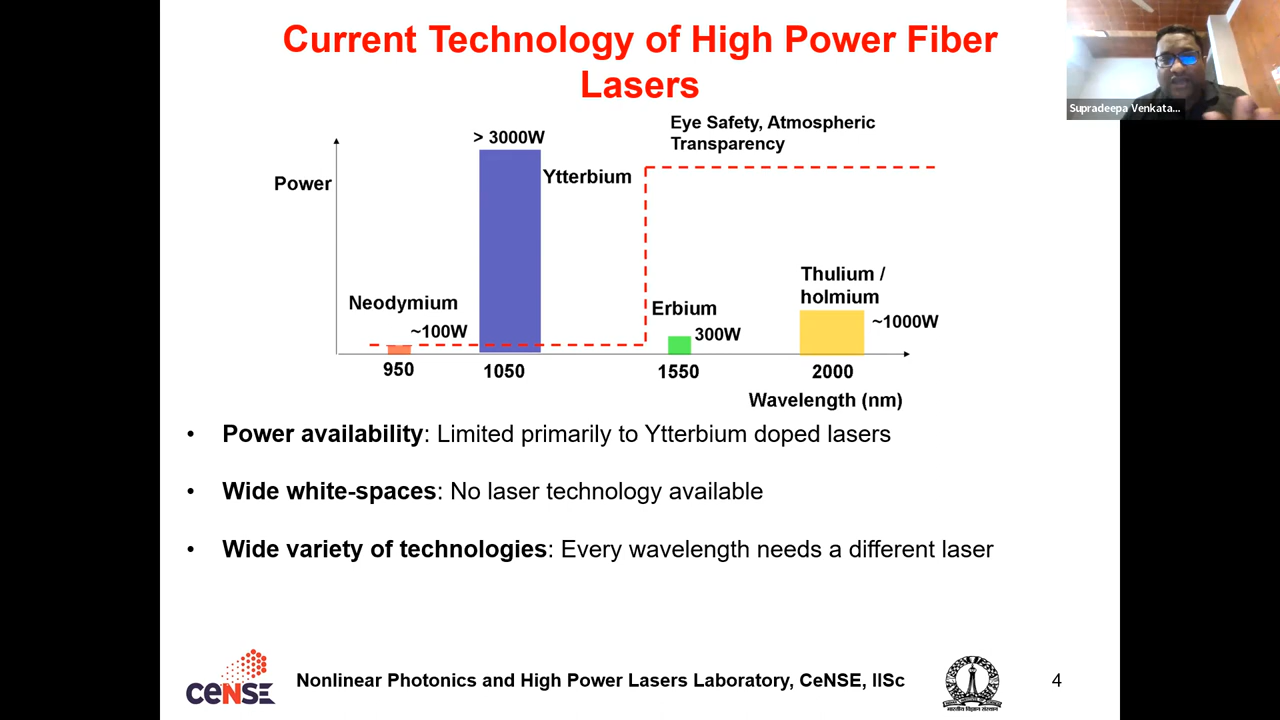 Current Technology of High Power Fiber
Lasers
Supradeepa Venkata...
Eye Safety, Atmospheric
Transparency
> 3000W
Power
Ytterbium
Neodymium
~100W
Erbium
300W
Thulium /
holmium
~1000W
950
1050
1550
2000
Wavelength (nm)
• Power availability: Limited primarily to Ytterbium doped lasers
• Wide white-spaces: No laser technology available
• Wide variety of technologies: Every wavelength needs a different laser
ceNSE
Nonlinear Photonics and High Power Lasers Laboratory, CeNSE, IISc
भारतीय विज्ञान संस्थान
4